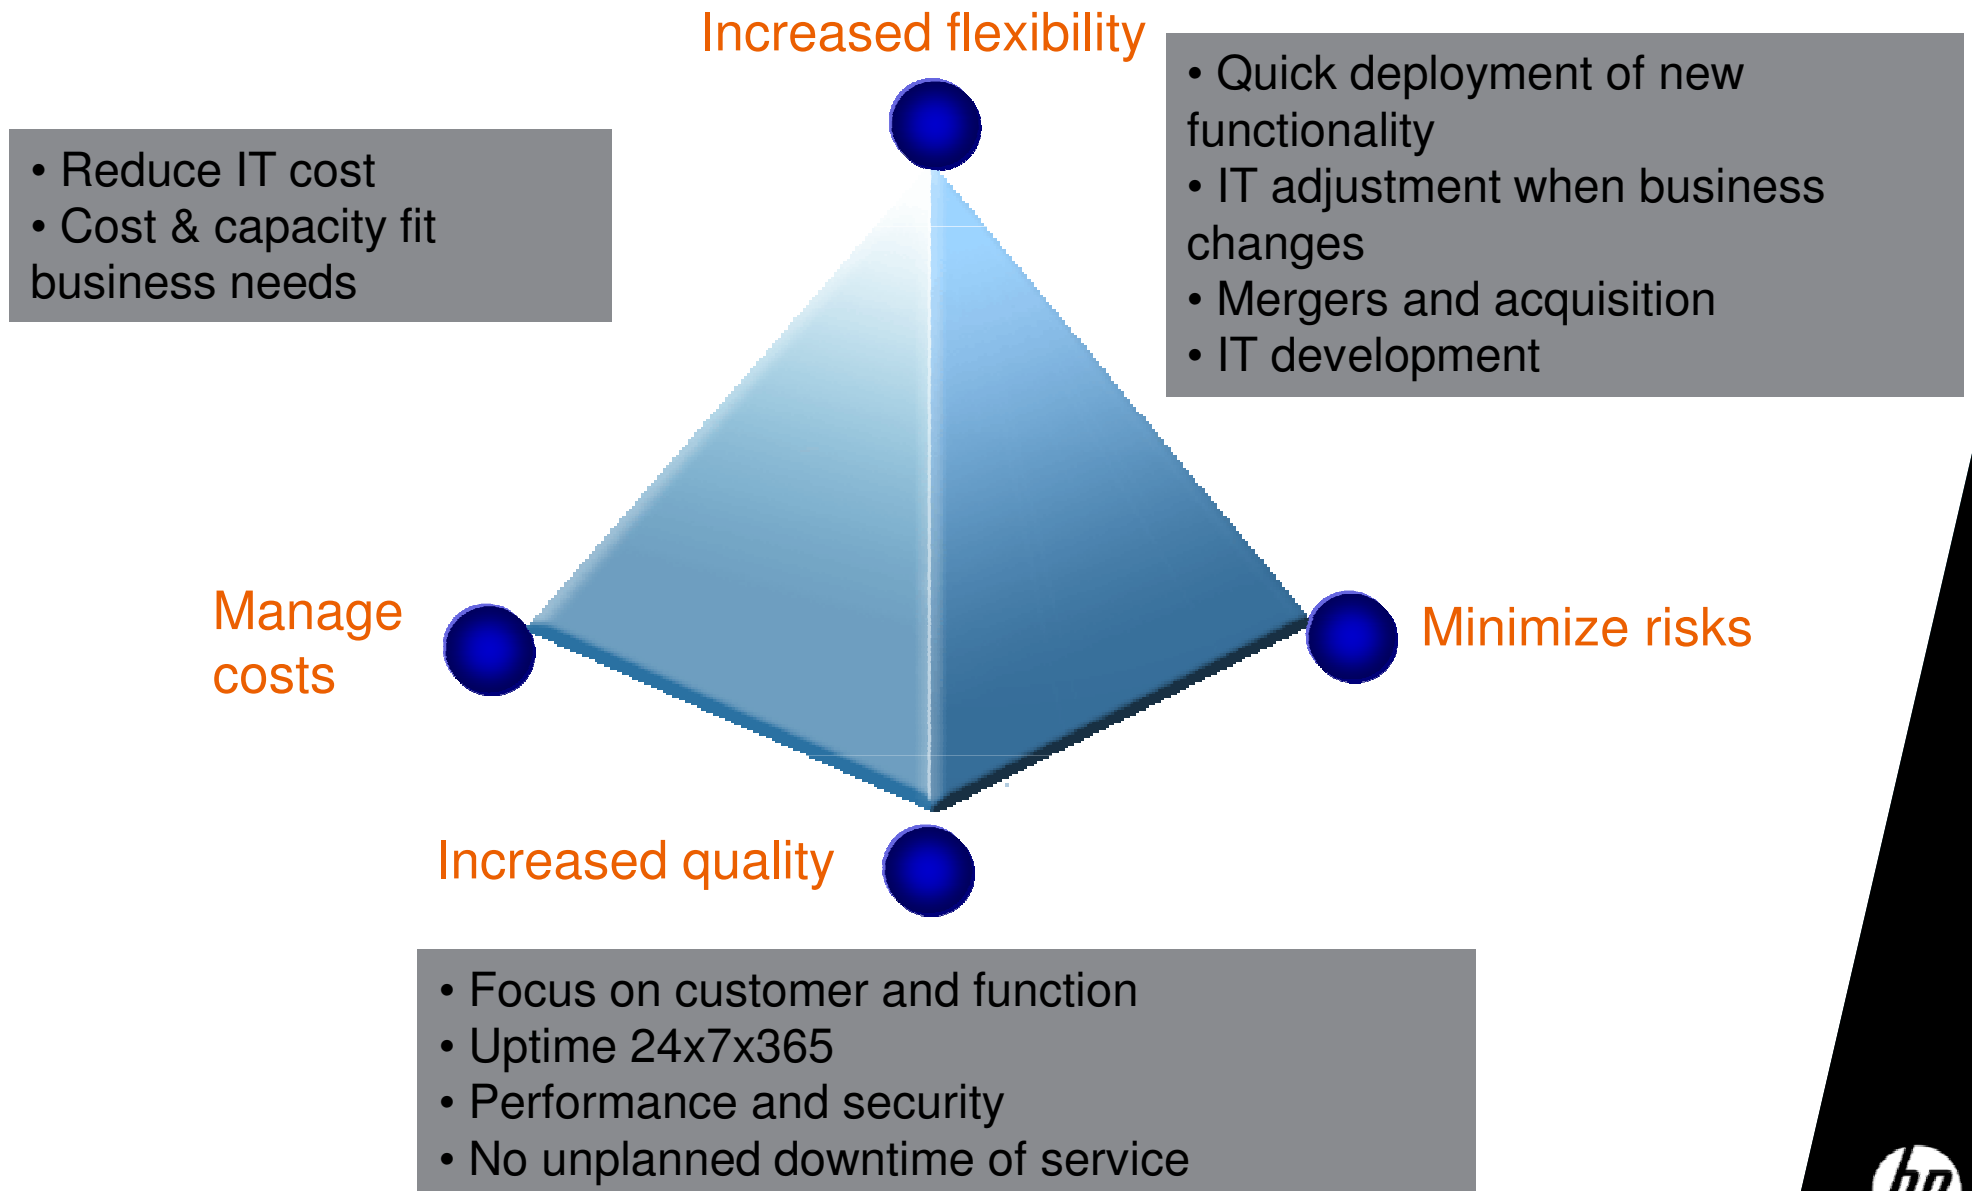 Increased flexibility
• Quick deployment of new
functionality
• IT adjustment when business
changes
• Mergers and acquisition
• IT development
• Reduce IT cost
• Cost & capacity fit
business needs
Manage
costs
Minimize risks
Increased quality
• Focus on customer and function
• Uptime 24x7x365
• Performance and security
• No unplanned downtime of service
hp